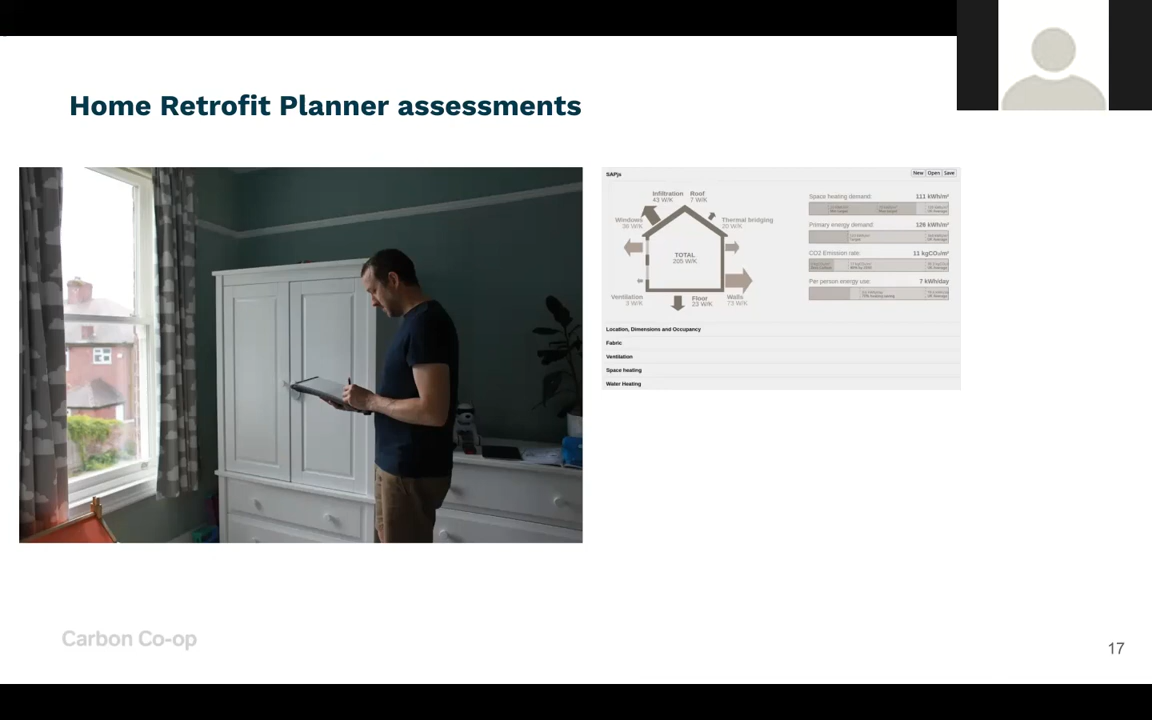 Home Retrofit Planner assessments
SAPjs
New Open Save
Infiltration
43 W/K
Roof
7 W/K
Windows
38 W/K
Thermal bridging
20 W/K
TOTAL
205 W/K
Ventilation
3 W/K
Floor
23 W/K
Walls
73 W/K
Space heating demand:
111 kWh/m²
Primary energy demand:
126 kWh/m²
CO2 Emission rate:
11 kgCO₂/m²
Per person energy use:
7 kWh/day
Location, Dimensions and Occupancy
Fabric
Ventilation
Space heating
Water Heating
Carbon Co-op
17